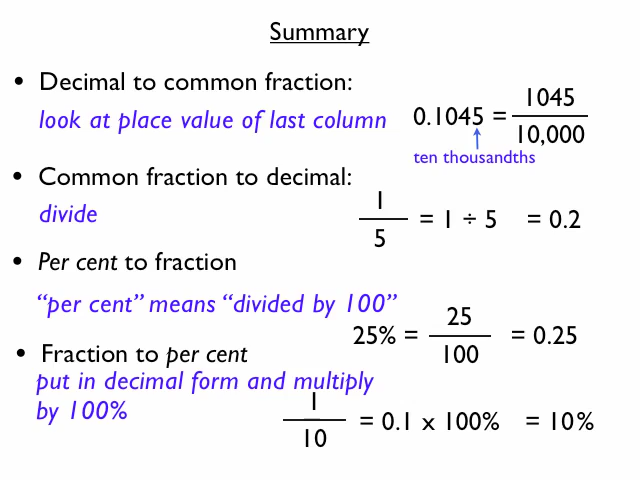 Summary
• Decimal to common fraction:
look at place value of last column
0.1045 = 1045
10,000
ten thousandths
• Common fraction to decimal:
divide
1
5
= 1 ÷ 5 = 0.2
• Per cent to fraction
“per cent” means “divided by 100”
25% = 25
100
= 0.25
• Fraction to per cent
put in decimal form and multiply
by 100%
1
10
= 0.1 x 100% = 10%